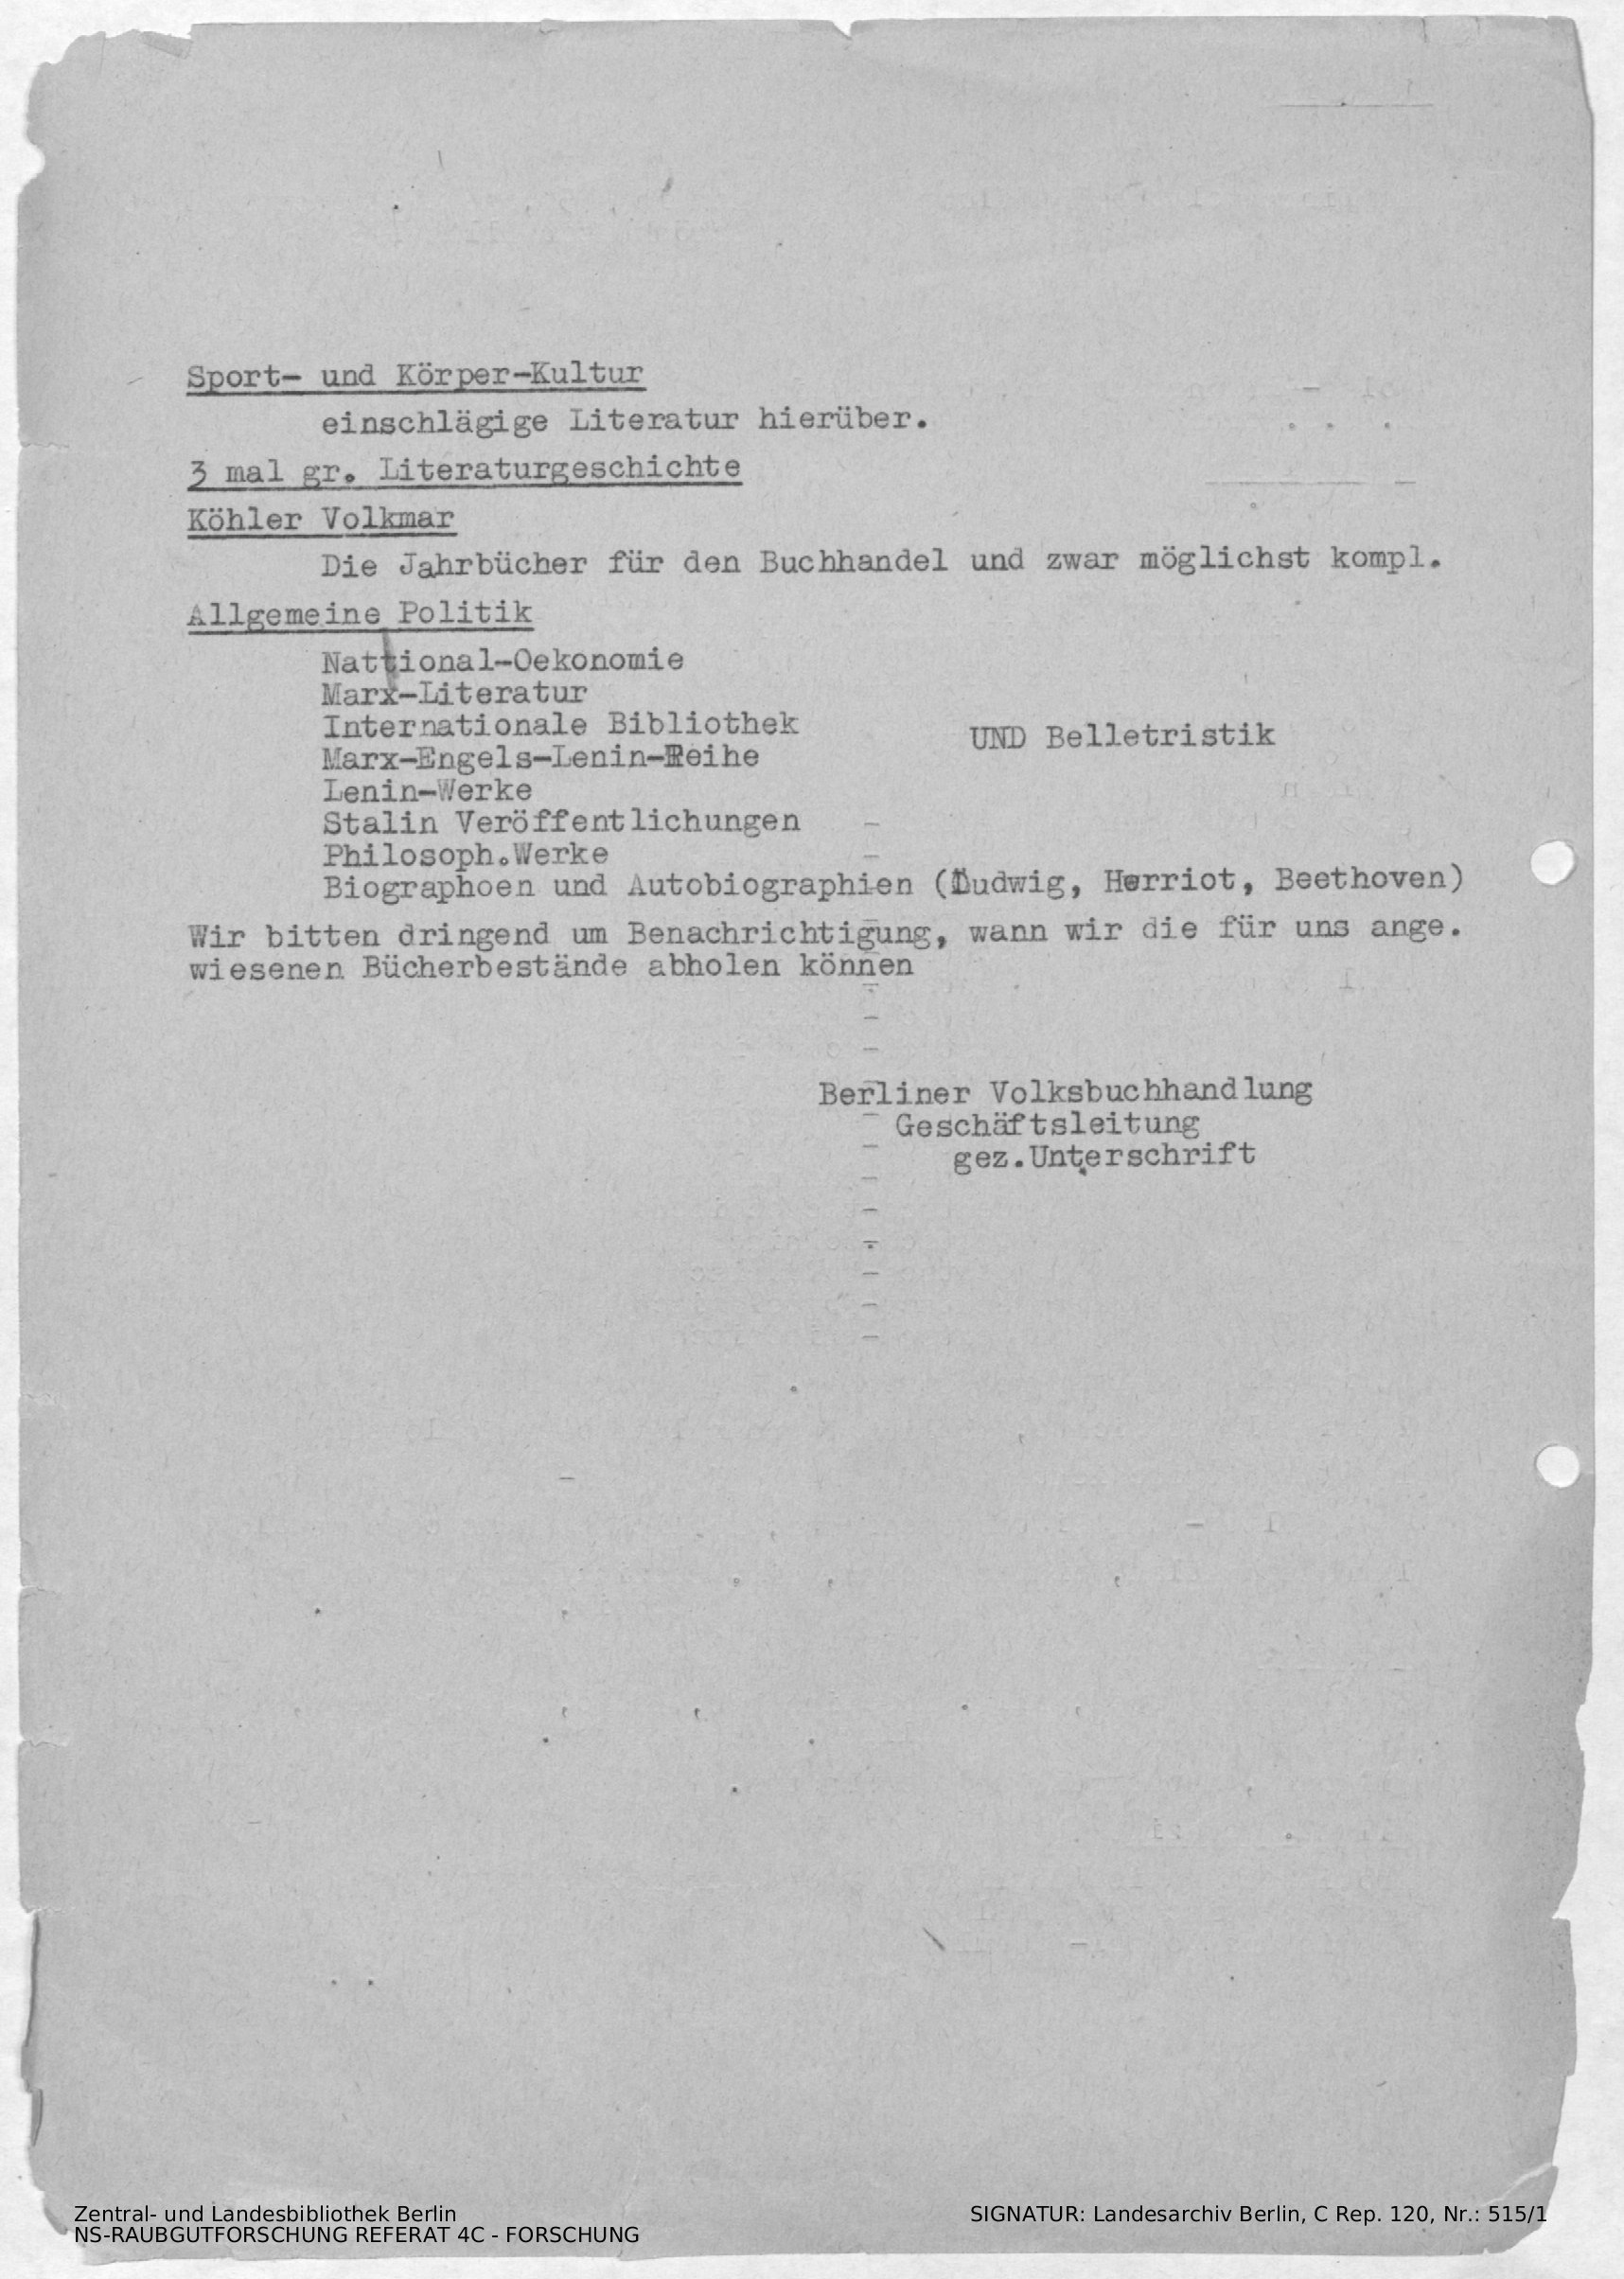 Sport- und Körper-Kultur
einschlägige Literatur hierüber.
3 mal gr. Literaturgeschichte
Köhler Volkmar
Die Jahrbücher für den Buchhandel und zwar möglichst kompl.
Allgemeine Politik
Nattional-Oekonomie
Marx-Literatur
Internationale Bibliothek
UND Belletristik
Marx-Engels-Lenin-Reihe
Lenin-Werke
Stalin Veröffentlichungen
Philosoph.Werke
Biographoen und Autobiographien (Ludwig, Herriot, Beethoven)
Wir bitten dringend um Benachrichtigung, wann wir die für uns ange.
wiesenen Bücherbestände abholen können
Berliner Volksbuchhandlung
Geschäftsleitung
gez.Unterschrift
Zentral- und Landesbibliothek Berlin
NS-RAUBGUTFORSCHUNG REFERAT 4C - FORSCHUNG
SIGNATUR: Landesarchiv Berlin, C Rep. 120, Nr.: 515/1